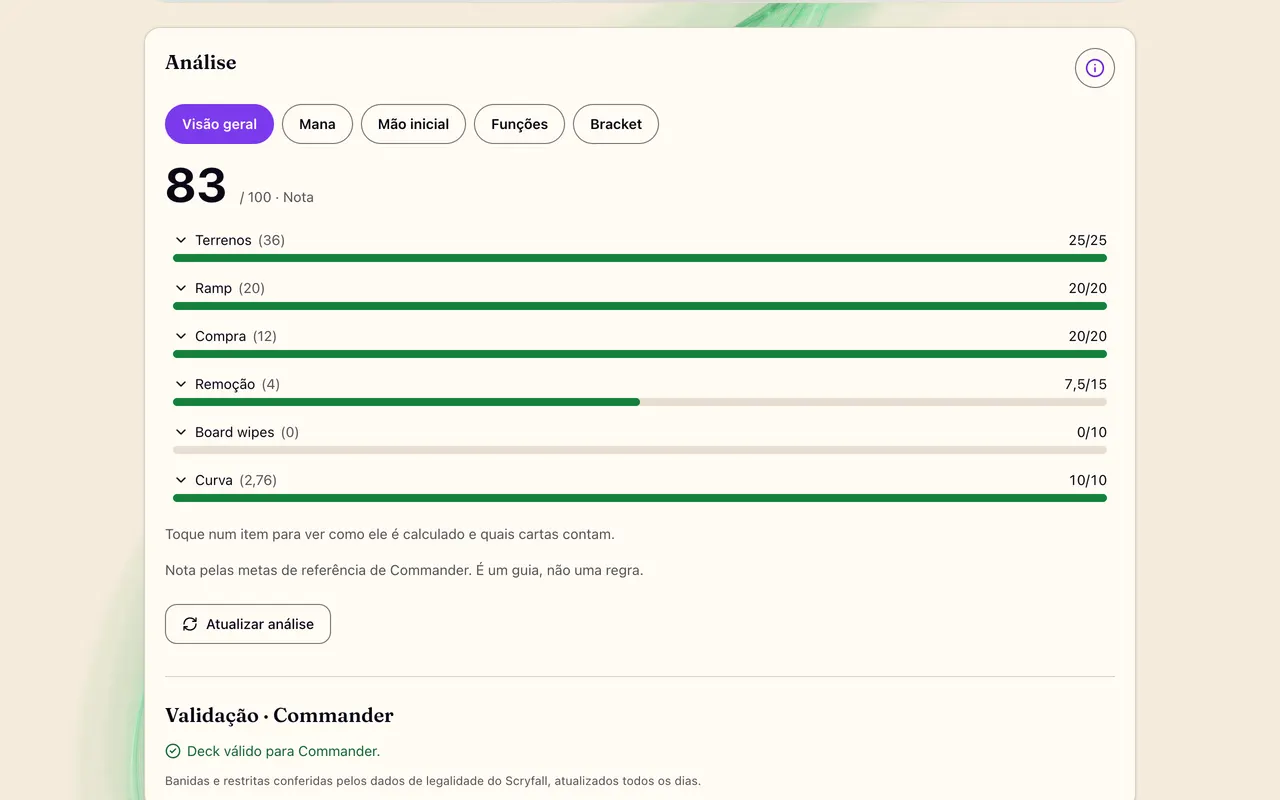 Análise
Visão geral
Mana
Mão inicial
Funções
Bracket
83 / 100 · Nota
Terrenos (36) 25/25
Ramp (20) 20/20
Compra (12) 20/20
Remoção (4) 7,5/15
Board wipes (0) 0/10
Curva (2,76) 10/10
Toque num item para ver como ele é calculado e quais cartas contam.
Nota pelas metas de referência de Commander. É um guia, não uma regra.
Atualizar análise
Validação · Commander
Deck válido para Commander.
Banidas e restritas conferidas pelos dados de legalidade do Scryfall, atualizados todos os dias.